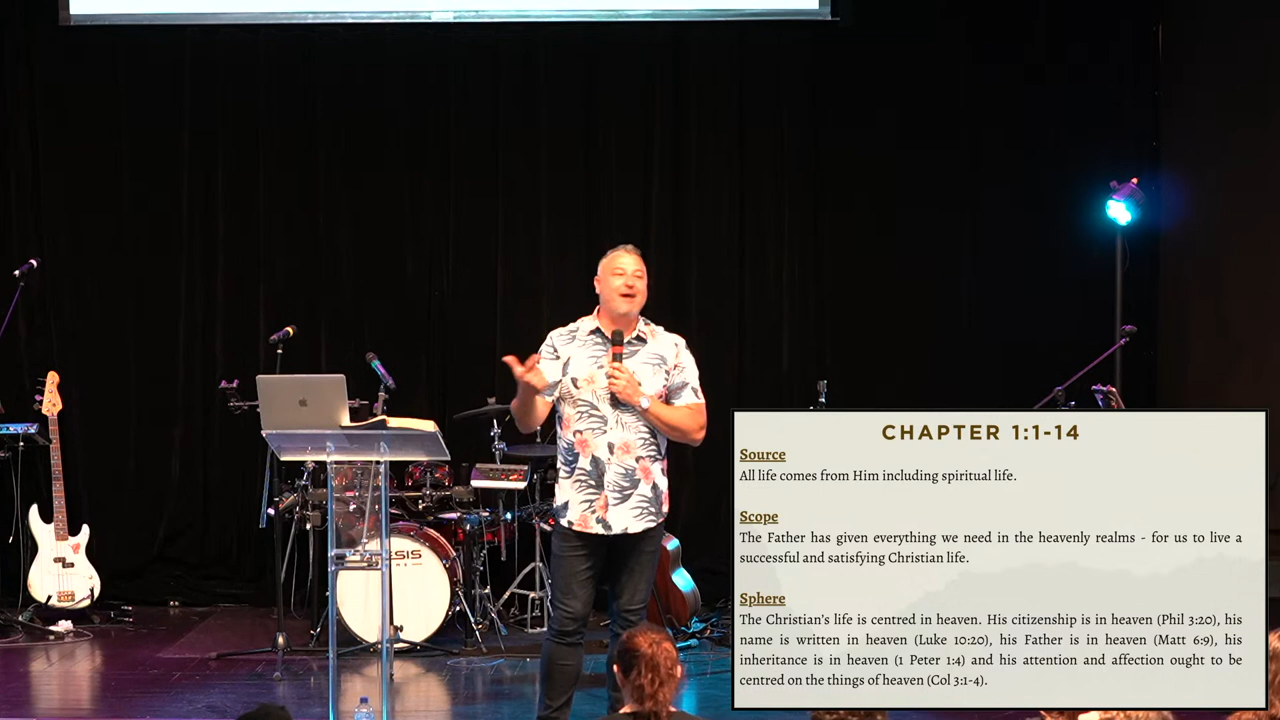 CHAPTER 1:1-14
Source
All life comes from Him including spiritual life.
Scope
The Father has given everything we need in the heavenly realms - for us to live a
successful and satisfying Christian life.
Sphere
The Christian's life is centred in heaven. His citizenship is in heaven (Phil 3:20), his
name is written in heaven (Luke 10:20), his Father is in heaven (Matt 6:9), his
inheritance is in heaven (1 Peter 1:4) and his attention and affection ought to be
centred on the things of heaven (Col 3:1-4).